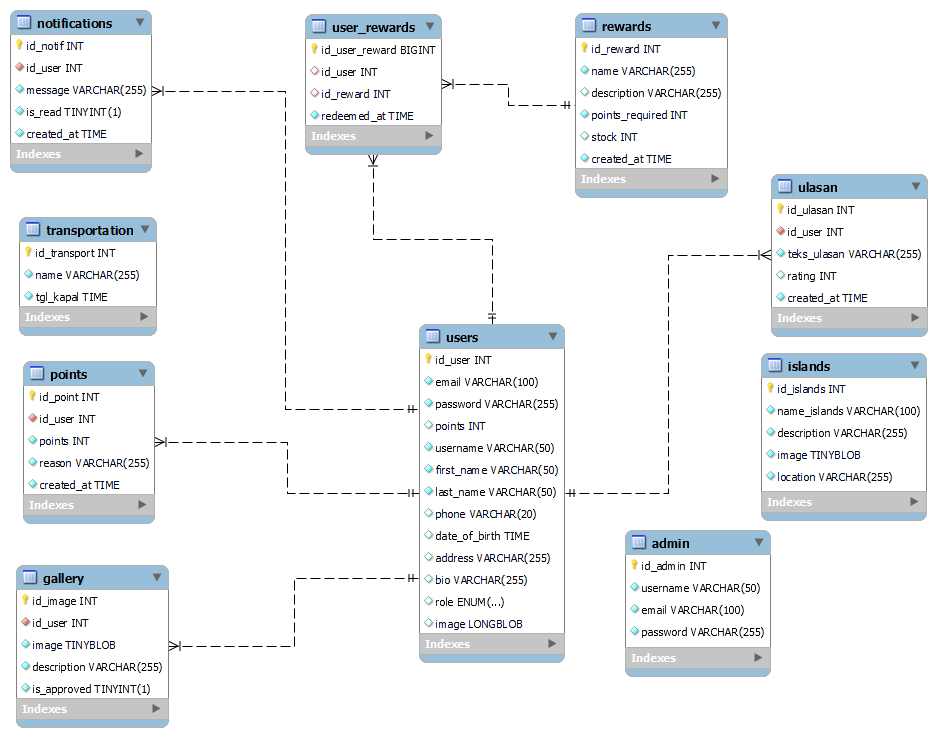 notifications
id_notif INT
id_user INT
message VARCHAR(255)
is_read TINYINT(1)
created_at TIME
Indexes
user_rewards
id_user_reward BIGINT
id_user INT
id_reward INT
redeemed_at TIME
Indexes
rewards
id_reward INT
name VARCHAR(255)
description VARCHAR(255)
points_required INT
stock INT
created_at TIME
Indexes
ulasan
id_ulasan INT
id_user INT
teks_ulasan VARCHAR(255)
rating INT
created_at TIME
Indexes
transportation
id_transport INT
name VARCHAR(255)
tgl_kapal TIME
Indexes
users
id_user INT
email VARCHAR(100)
password VARCHAR(255)
points INT
username VARCHAR(50)
first_name VARCHAR(50)
last_name VARCHAR(50)
phone VARCHAR(20)
date_of_birth TIME
address VARCHAR(255)
bio VARCHAR(255)
role ENUM(...)
image LONGBLOB
Indexes
points
id_point INT
id_user INT
points INT
reason VARCHAR(255)
created_at TIME
Indexes
islands
id_islands INT
name_islands VARCHAR(100)
description VARCHAR(255)
image TINYBLOB
location VARCHAR(255)
Indexes
gallery
id_image INT
id_user INT
image TINYBLOB
description VARCHAR(255)
is_approved TINYINT(1)
Indexes
admin
id_admin INT
username VARCHAR(50)
email VARCHAR(100)
password VARCHAR(255)
Indexes